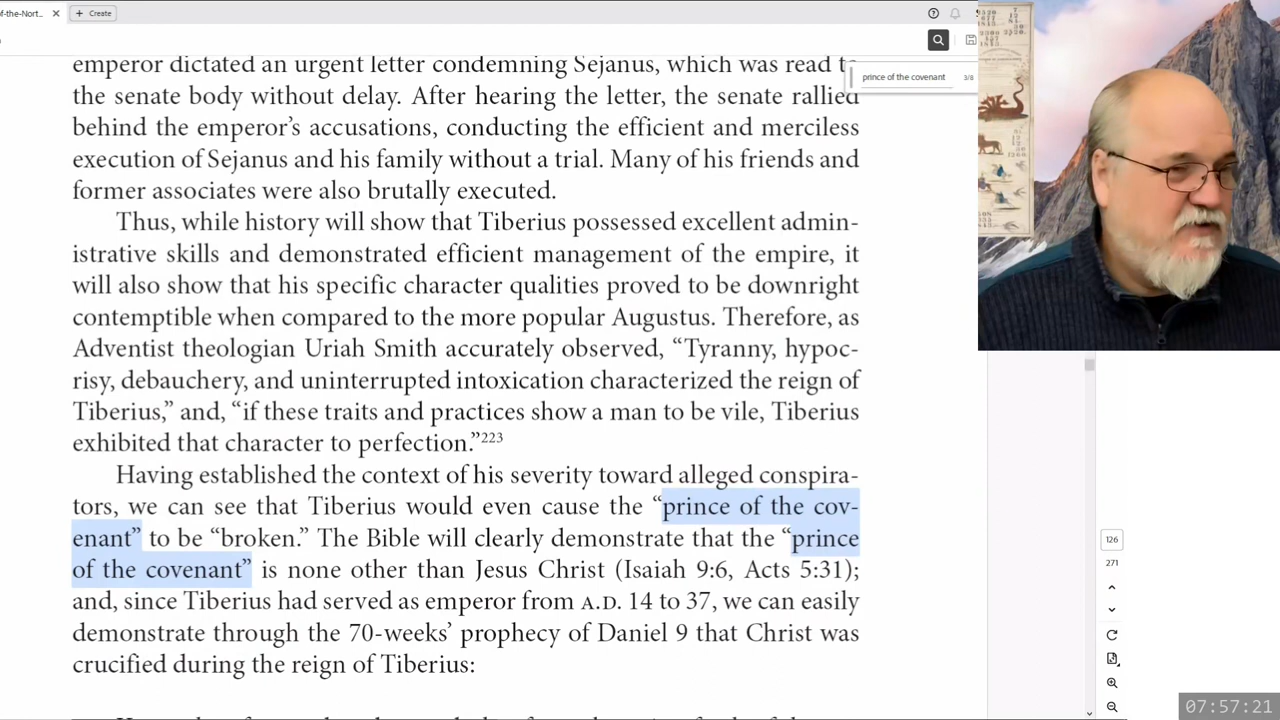 of-the-Nort...
Create
prince of the covenant 3/8
emperor dictated an urgent letter condemning Sejanus, which was read to
the senate body without delay. After hearing the letter, the senate rallied
behind the emperor's accusations, conducting the efficient and merciless
execution of Sejanus and his family without a trial. Many of his friends and
former associates were also brutally executed.
Thus, while history will show that Tiberius possessed excellent admin-
istrative skills and demonstrated efficient management of the empire, it
will also show that his specific character qualities proved to be downright
contemptible when compared to the more popular Augustus. Therefore, as
Adventist theologian Uriah Smith accurately observed, “Tyranny, hypoc-
risy, debauchery, and uninterrupted intoxication characterized the reign of
Tiberius,” and, “if these traits and practices show a man to be vile, Tiberius
exhibited that character to perfection.”223
Having established the context of his severity toward alleged conspira-
tors, we can see that Tiberius would even cause the “prince of the cov-
enant” to be “broken.” The Bible will clearly demonstrate that the “prince
of the covenant” is none other than Jesus Christ (Isaiah 9:6, Acts 5:31);
and, since Tiberius had served as emperor from A.D. 14 to 37, we can easily
demonstrate through the 70-weeks’ prophecy of Daniel 9 that Christ was
crucified during the reign of Tiberius:
126
271
07:57:21